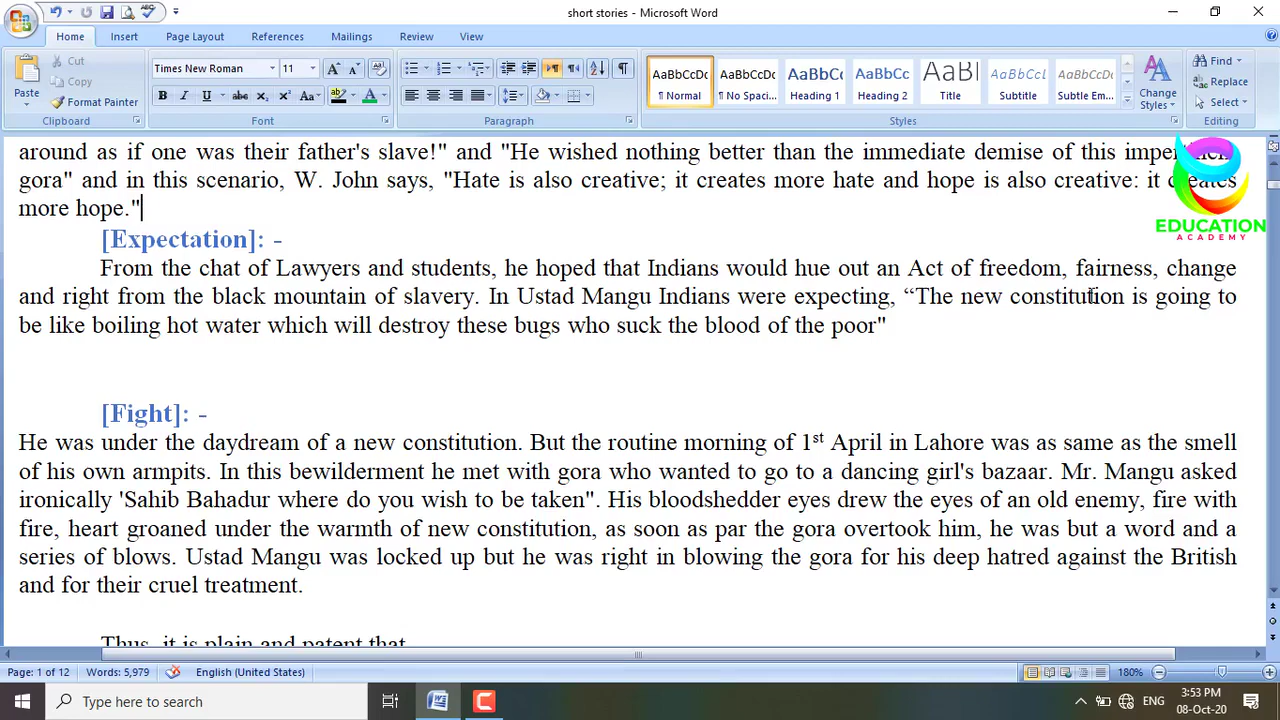 short stories - Microsoft Word
Home Insert Page Layout References Mailings Review View
Paste
Cut
Copy
Format Painter
Clipboard
Times New Roman 11
Font
Paragraph
AaBbCcDc AaBbCcDc AaBbCc AaBbCc AaBl AaBbCcL AaBbCcDc
¶ Normal ¶ No Spaci... Heading 1 Heading 2 Title Subtitle Subtle Em...
Change Styles
Styles
Find
Replace
Select
Editing
around as if one was their father's slave!" and "He wished nothing better than the immediate demise of this
gora" and in this scenario, W. John says, "Hate is also creative; it creates more hate and hope is also creative: it creates
more hope."
EDUCATION
ACADEMY
[Expectation]: -
From the chat of Lawyers and students, he hoped that Indians would hue out an Act of freedom, fairness, change
and right from the black mountain of slavery. In Ustad Mangu Indians were expecting, “The new constitution is going to
be like boiling hot water which will destroy these bugs who suck the blood of the poor"
[Fight]: -
He was under the daydream of a new constitution. But the routine morning of 1st April in Lahore was as same as the smell
of his own armpits. In this bewilderment he met with gora who wanted to go to a dancing girl's bazaar. Mr. Mangu asked
ironically 'Sahib Bahadur where do you wish to be taken". His bloodshedder eyes drew the eyes of an old enemy, fire with
fire, heart groaned under the warmth of new constitution, as soon as par the gora overtook him, he was but a word and a
series of blows. Ustad Mangu was locked up but he was right in blowing the gora for his deep hatred against the British
and for their cruel treatment.
Thus, it is plain and patent that
Page: 1 of 12 Words: 5,979 English (United States) 180%
Type here to search
ENG
3:53 PM
08-Oct-20